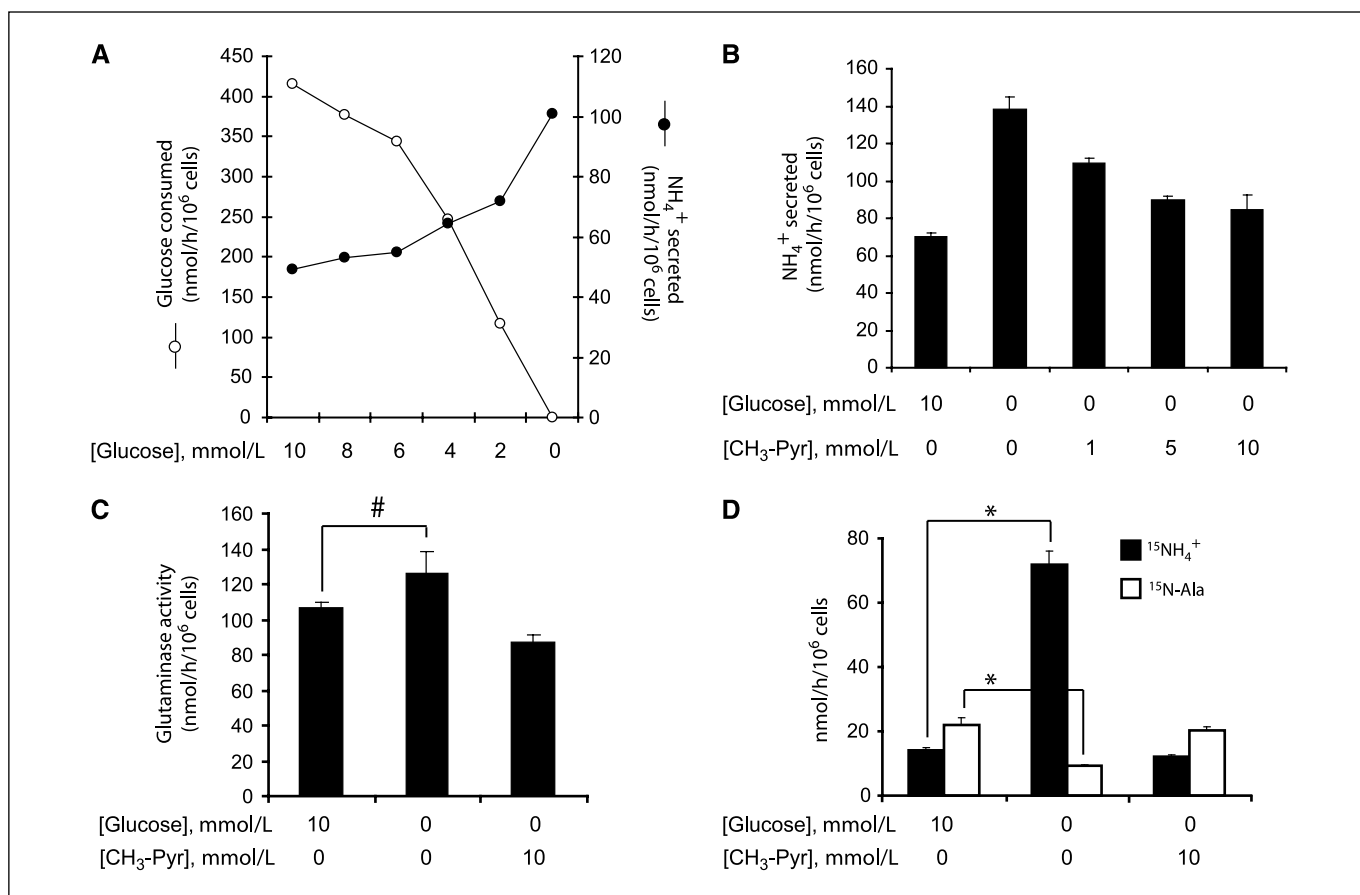 A
450
400
350
300
250
200
150
100
50
0
Glucose consumed
(nmol/h/10⁶ cells)
120
100
80
60
40
20
0
NH₄⁺ secreted
(nmol/h/10⁶ cells)
[Glucose], mmol/L 10 8 6 4 2 0
B
160
140
120
100
80
60
40
20
0
NH₄⁺ secreted
(nmol/h/10⁶ cells)
[Glucose], mmol/L 10 0 0 0 0
[CH₃-Pyr], mmol/L 0 0 1 5 10
C
160
140
120
100
80
60
40
20
0
Glutaminase activity
(nmol/h/10⁶ cells)
#
[Glucose], mmol/L 10 0 0
[CH₃-Pyr], mmol/L 0 0 10
D
80
60
40
20
0
nmol/h/10⁶ cells
*
*
¹⁵NH₄⁺
¹⁵N-Ala
[Glucose], mmol/L 10 0 0
[CH₃-Pyr], mmol/L 0 0 10